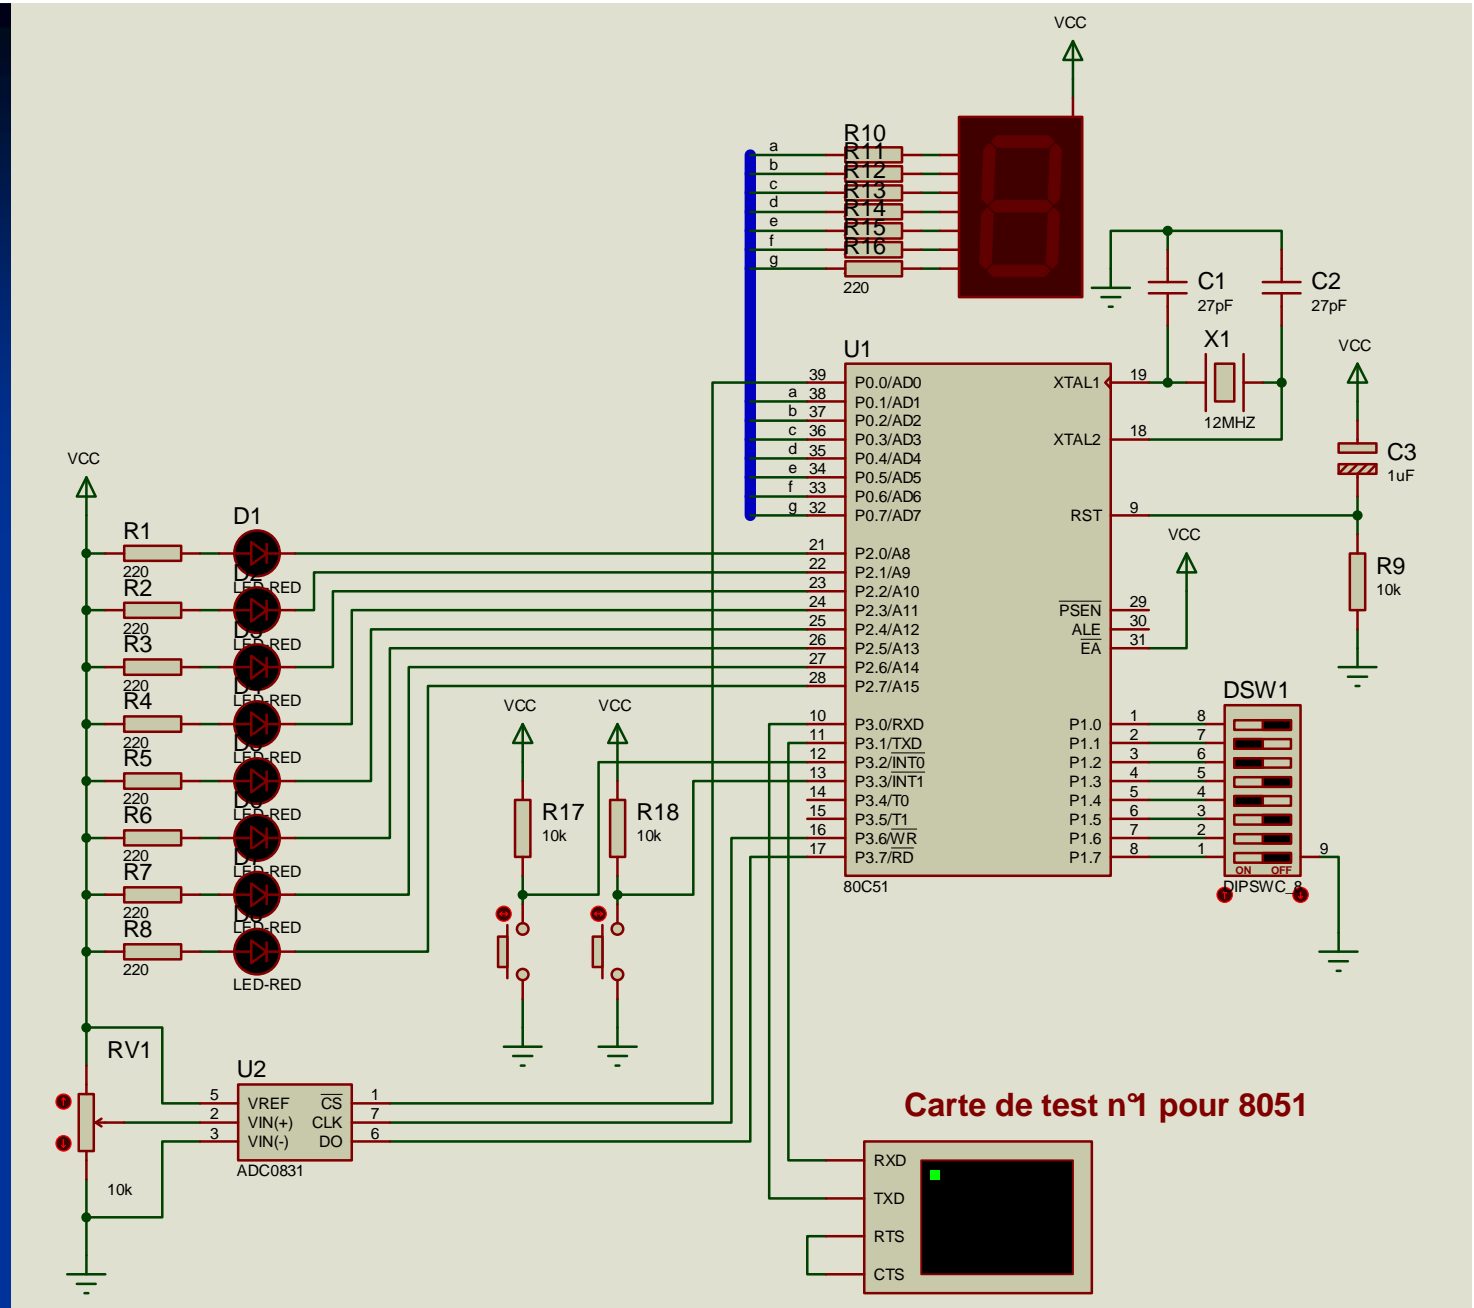 VCC
R10
a
R11
b
R12
c
R13
d
R14
e
R15
f
R16
g
220
C1
27pF
C2
27pF
X1
12MHZ
VCC
C3
1uF
U1
39 P0.0/AD0
a 38 P0.1/AD1
b 37 P0.2/AD2
c 36 P0.3/AD3
d 35 P0.4/AD4
e 34 P0.5/AD5
f 33 P0.6/AD6
g 32 P0.7/AD7
21 P2.0/A8
22 P2.1/A9
23 P2.2/A10
24 P2.3/A11
25 P2.4/A12
26 P2.5/A13
27 P2.6/A14
28 P2.7/A15
10 P3.0/RXD
11 P3.1/TXD
12 P3.2/INT0
13 P3.3/INT1
14 P3.4/T0
15 P3.5/T1
16 P3.6/WR
17 P3.7/RD
80C51
XTAL1 19
XTAL2 18
RST 9
PSEN 29
ALE 30
EA 31
VCC
R9
10k
P1.0 1
P1.1 2
P1.2 3
P1.3 4
P1.4 5
P1.5 6
P1.6 7
P1.7 8
DSW1
8
7
6
5
4
3
2
1
9
ON OFF
DIPSWC_8
VCC
R1
220
D1
LED-RED
R2
220
D2
LED-RED
R3
220
D3
LED-RED
R4
220
D4
LED-RED
R5
220
D5
LED-RED
R6
220
D6
LED-RED
R7
220
D7
LED-RED
R8
220
D8
LED-RED
VCC
R17
10k
VCC
R18
10k
RV1
10k
U2
5 VREF CS 1
2 VIN(+) CLK 7
3 VIN(-) DO 6
ADC0831
Carte de test n°1 pour 8051
RXD
TXD
RTS
CTS